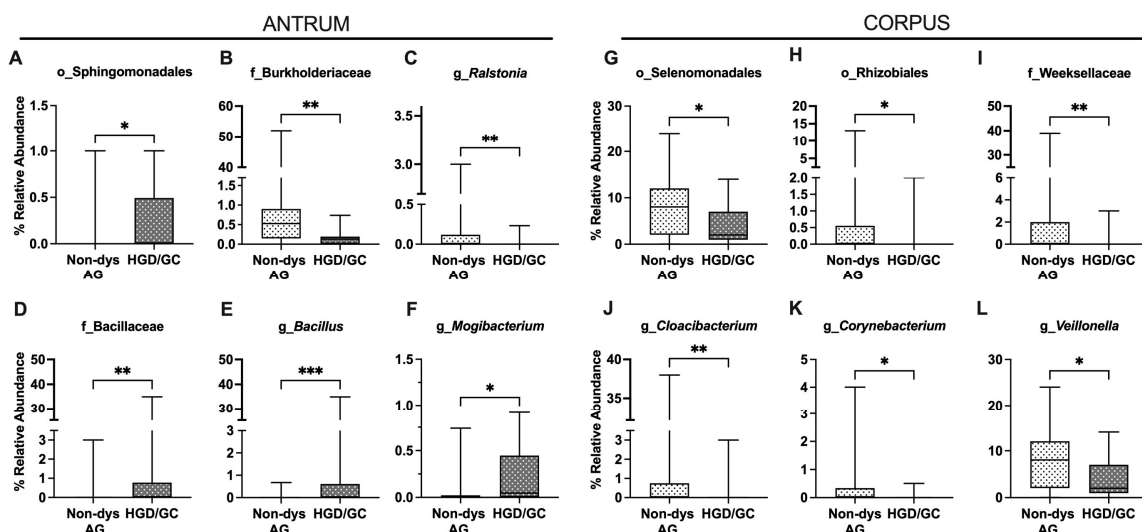 ANTRUM
CORPUS
A
o_Sphingomonadales
% Relative Abundance
1.5
1.0
0.5
0.0
*
Non-dys HGD/GC
AG
B
f_Burkholderiaceae
60
50
40
2.0
1.5
1.0
0.5
0.0
**
Non-dys HGD/GC
AG
C
g_Ralstonia
3.5
3.0
0.5
0.0
**
Non-dys HGD/GC
AG
G
o_Selenomonadales
% Relative Abundance
30
20
10
0
*
Non-dys HGD/GC
AG
H
o_Rhizobiales
20
15
10
5
2.0
1.5
1.0
0.5
0.0
*
Non-dys HGD/GC
AG
I
f_Weeksellaceae
50
40
30
6
4
2
0
**
Non-dys HGD/GC
AG
D
f_Bacillaceae
% Relative Abundance
50
40
30
3
2
1
0
**
Non-dys HGD/GC
AG
E
g_Bacillus
50
40
30
3
2
1
0
***
Non-dys HGD/GC
AG
F
g_Mogibacterium
1.5
1.0
0.5
0.0
*
Non-dys HGD/GC
AG
J
g_Cloacibacterium
% Relative Abundance
40
35
3
2
1
0
**
Non-dys HGD/GC
AG
K
g_Corynebacterium
5
4
3
2
1
0
*
Non-dys HGD/GC
AG
L
g_Veillonella
30
20
10
0
*
Non-dys HGD/GC
AG